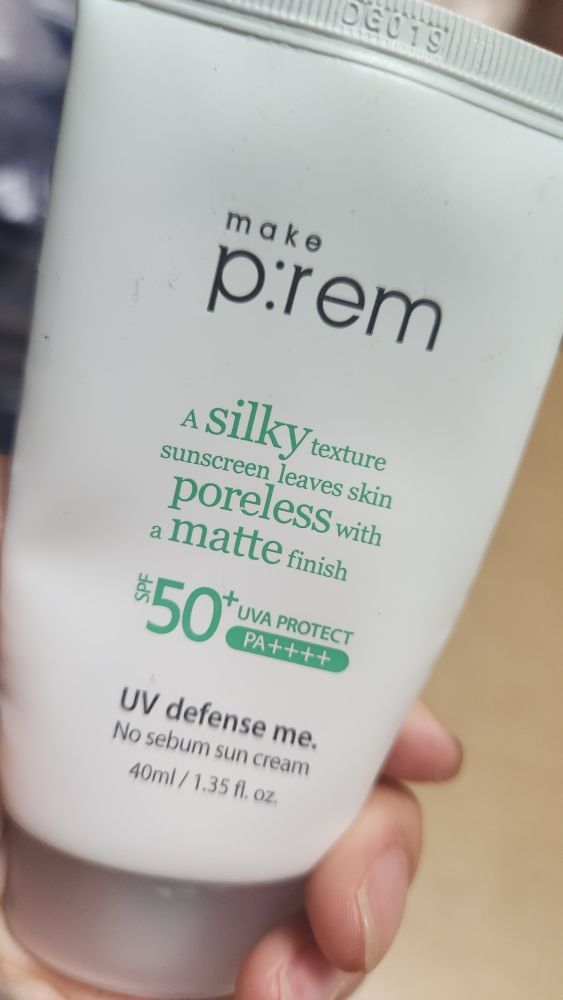 DG019
make
p:rem
A silky texture
sunscreen leaves skin
poreless with
a matte finish
SPF 50+ UVA PROTECT
PA++++
UV defense me.
No sebum sun cream
40ml / 1.35 fl. oz.